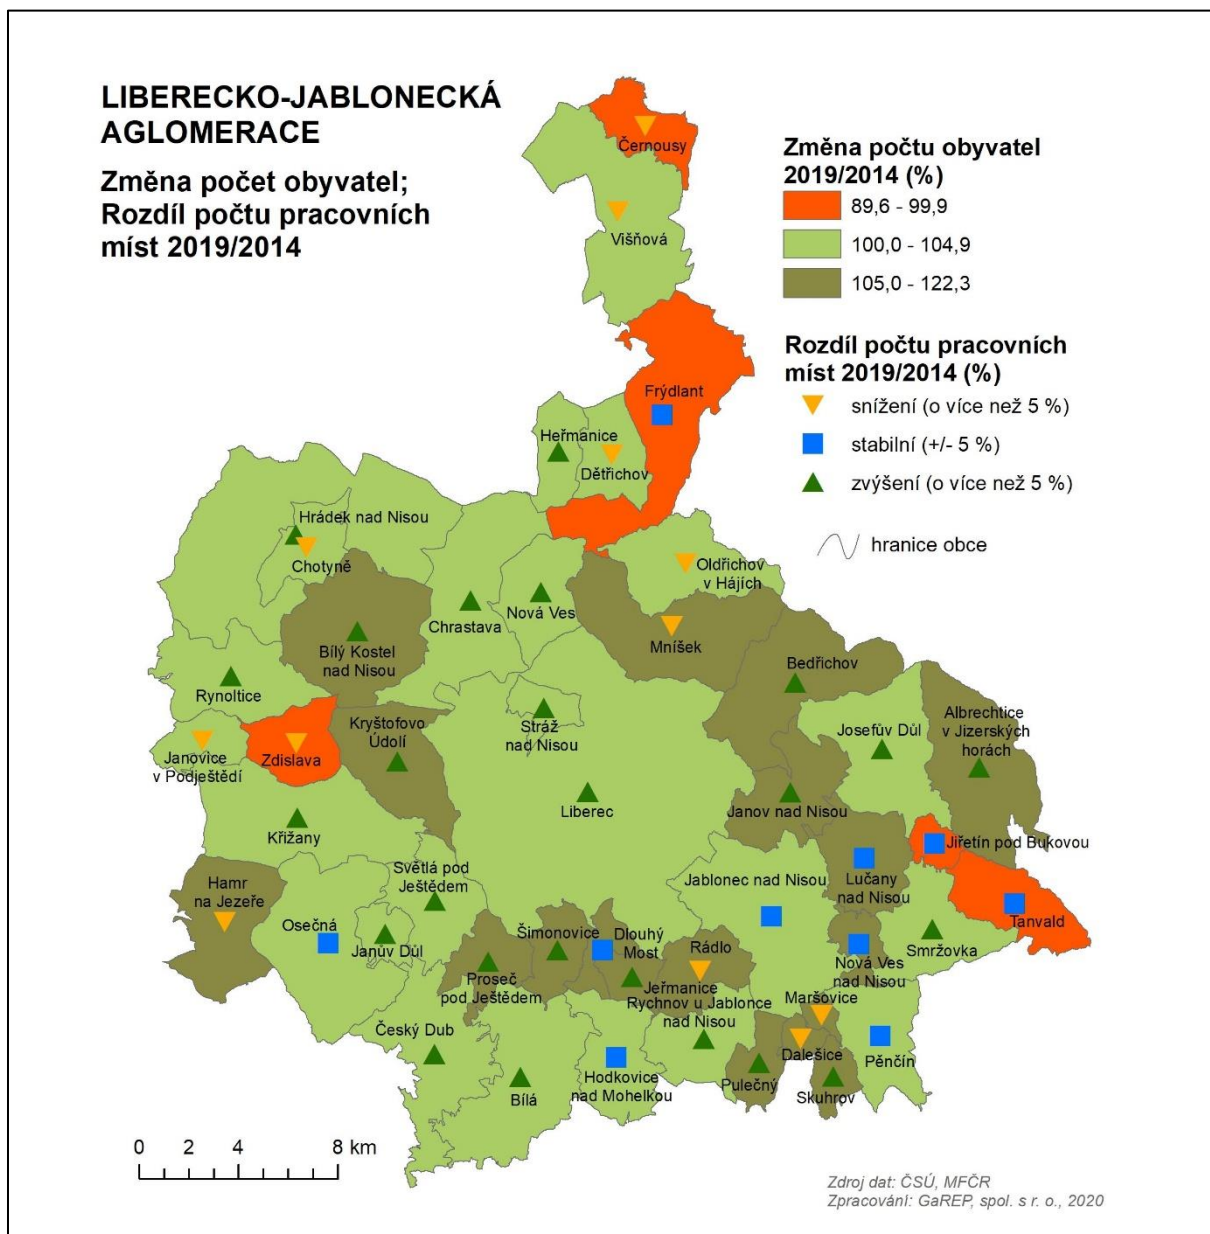 LIBERECKO-JABLONECKÁ
AGLOMERACE
Změna počet obyvatel;
Rozdíl počtu pracovních
míst 2019/2014
Změna počtu obyvatel
2019/2014 (%)
89,6 - 99,9
100,0 - 104,9
105,0 - 122,3
Rozdíl počtu pracovních
míst 2019/2014 (%)
snížení (o více než 5 %)
stabilní (+/- 5 %)
zvýšení (o více než 5 %)
hranice obce
Černousy
Višňová
Frýdlant
Heřmanice
Dětřichov
Hrádek nad Nisou
Chotyně
Oldřichov
v Hájích
Nová Ves
Chrastava
Mníšek
Bílý Kostel
nad Nisou
Bedřichov
Rynoltice
Kryštofovo
Údolí
Stráž
nad Nisou
Josefův Důl
Albrechtice
v Jizerských
horách
Janovice
v Podještědí
Zdislava
Liberec
Janov nad Nisou
Křižany
Jiřetín pod Bukovou
Světlá pod
Ještědem
Jablonec nad Nisou
Lučany
nad Nisou
Hamr
na Jezeře
Osečná
Janův Důl
Šimonovice
Dlouhý
Most
Rádlo
Tanvald
Smržovka
Nová Ves
nad Nisou
Proseč
pod Ještědem
Jeřmanice
Rychnov u Jablonce
nad Nisou
Maršovice
Český Dub
Dalešice
Pěnčín
Hodkovice
nad Mohelkou
Pulečný
Skuhrov
Bílá
0 2 4 8 km
Zdroj dat: ČSÚ, MFČR
Zpracování: GaREP, spol. s r. o., 2020